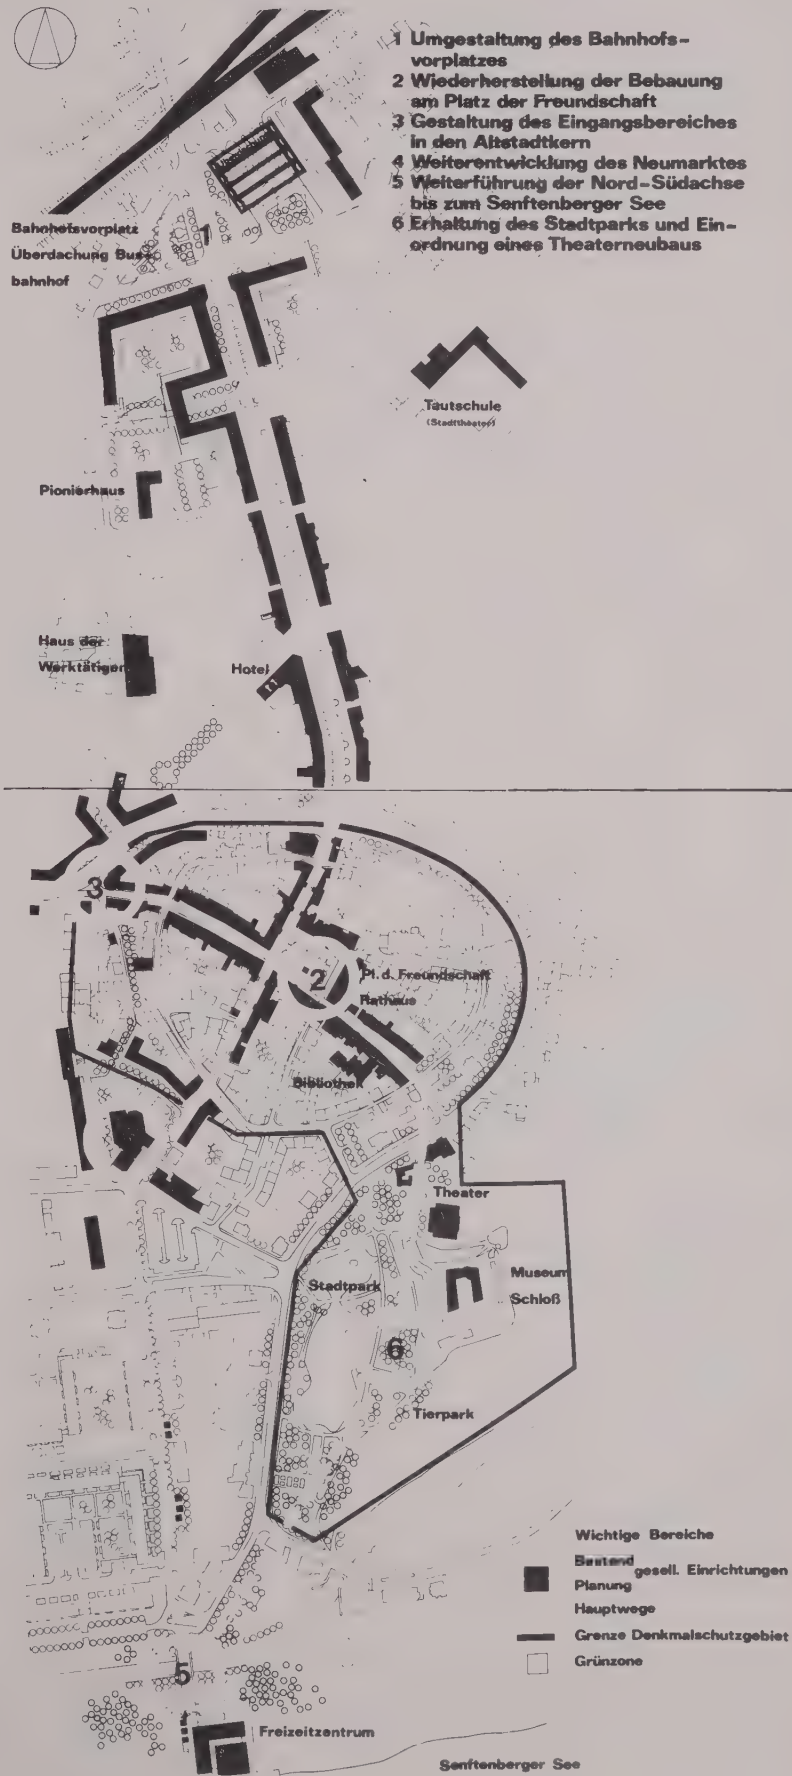 1 Umgestaltung des Bahnhofs-
vorplatzes
2 Wiederherstellung der Bebauung
am Platz der Freundschaft
3 Gestaltung des Eingangsbereiches
in den Altstadtkern
4 Weiterentwicklung des Neumarktes
5 Weiterführung der Nord-Südachse
bis zum Senftenberger See
6 Erhaltung des Stadtparks und Ein-
ordnung eines Theaterneubaus
Bahnhofsvorplatz
Überdachung Bus-
bahnhof
1
Tautschule
(Stadttheater)
Pionierhaus
Haus der
Werktätigen
Hotel
3
2
Pl. d. Freundschaft
Rathaus
Bibliothek
Theater
Museum
Schloß
Stadtpark
6
Tierpark
Wichtige Bereiche
Bestand
gesell. Einrichtungen
Planung
Hauptwege
Grenze Denkmalschutzgebiet
Grünzone
5
Freizeitzentrum
Senftenberger See